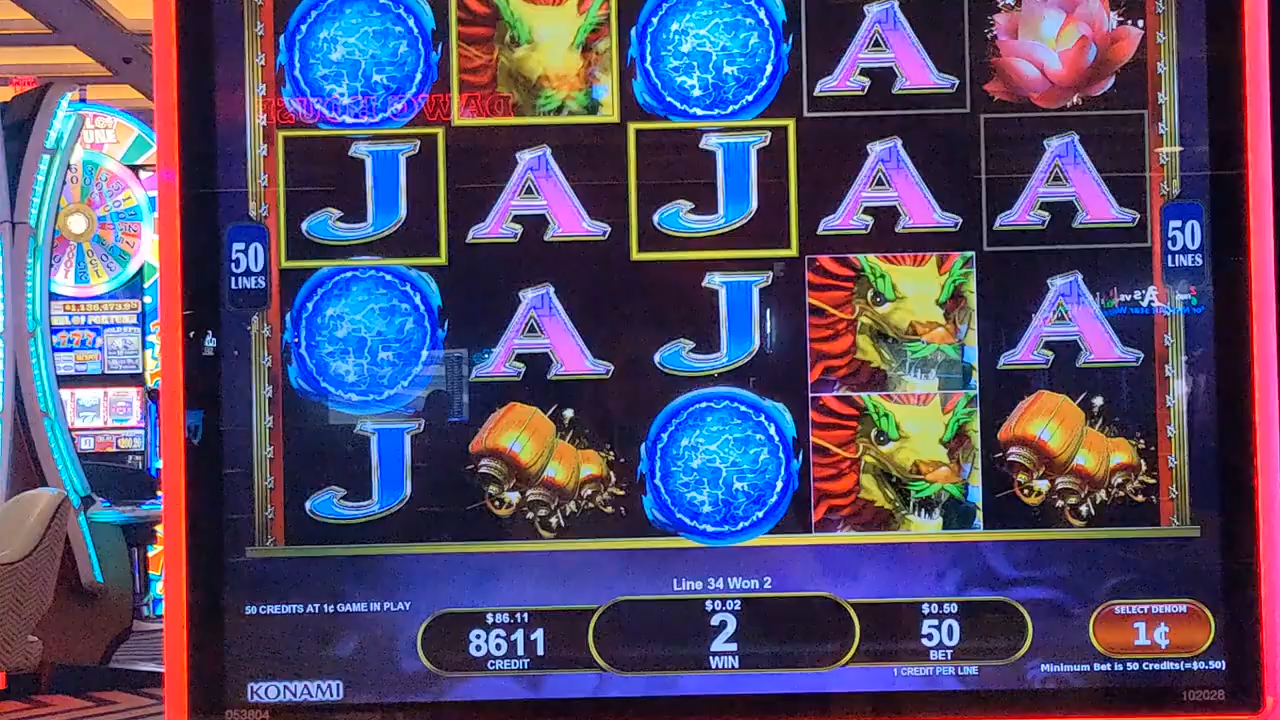 A
J A J A A
50 LINES
50 LINES
A J A
J
Line 34 Won 2
50 CREDITS AT 1¢ GAME IN PLAY
$86.11
8611
CREDIT
$0.02
2
WIN
$0.50
50
BET
1 CREDIT PER LINE
SELECT DENOM
1¢
Minimum Bet is 50 Credits(=$0.50)
KONAMI
053804
102028
777